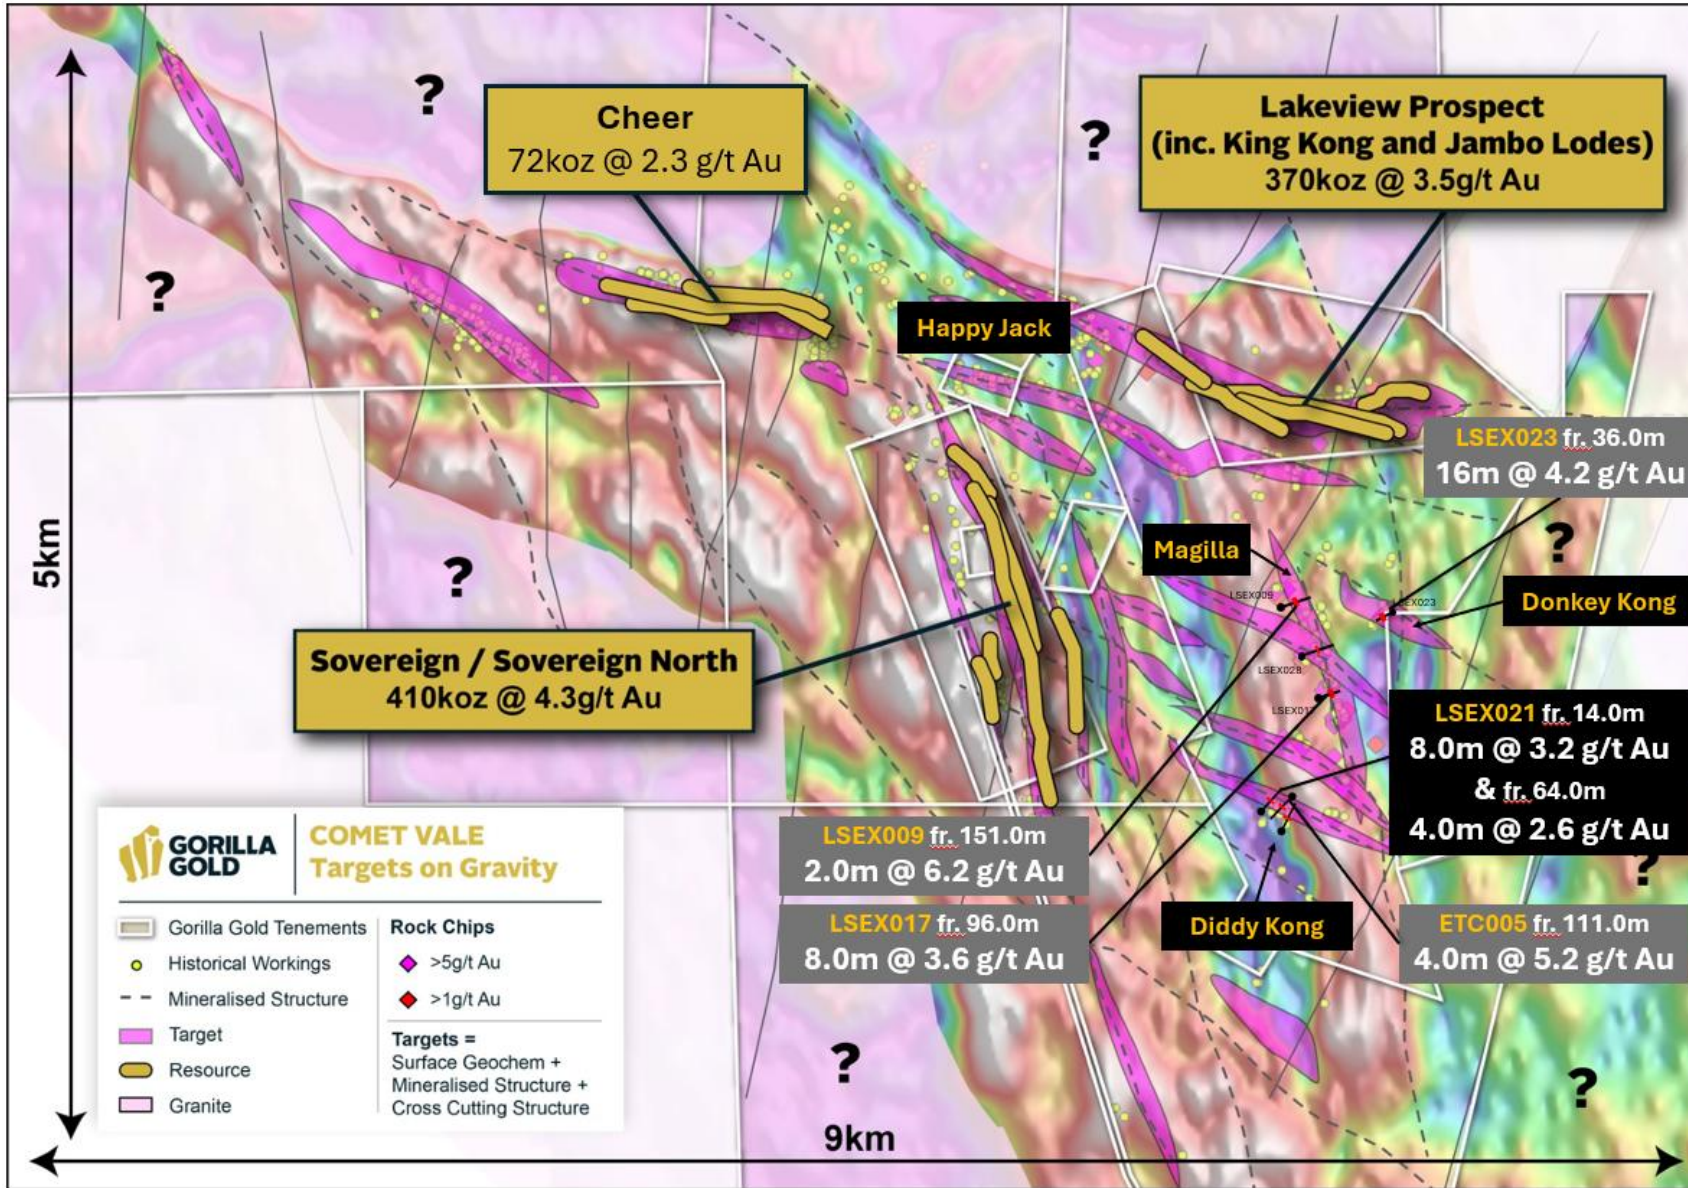 ?
Cheer
72koz @ 2.3 g/t Au
?
Lakeview Prospect
(inc. King Kong and Jambo Lodes)
370koz @ 3.5g/t Au
?
Happy Jack
LSEX023 fr. 36.0m
16m @ 4.2 g/t Au
5km
?
Magilla
?
LSEX009
LSEX023
Donkey Kong
Sovereign / Sovereign North
410koz @ 4.3g/t Au
LSEX028
LSEX017
LSEX021 fr. 14.0m
8.0m @ 3.2 g/t Au
& fr. 64.0m
4.0m @ 2.6 g/t Au
LSEX009 fr. 151.0m
2.0m @ 6.2 g/t Au
?
LSEX017 fr. 96.0m
8.0m @ 3.6 g/t Au
Diddy Kong
ETC005 fr. 111.0m
4.0m @ 5.2 g/t Au
GORILLA
GOLD
COMET VALE
Targets on Gravity
Gorilla Gold Tenements
Historical Workings
Mineralised Structure
Target
Resource
Granite
Rock Chips
>5g/t Au
>1g/t Au
Targets =
Surface Geochem +
Mineralised Structure +
Cross Cutting Structure
?
?
9km